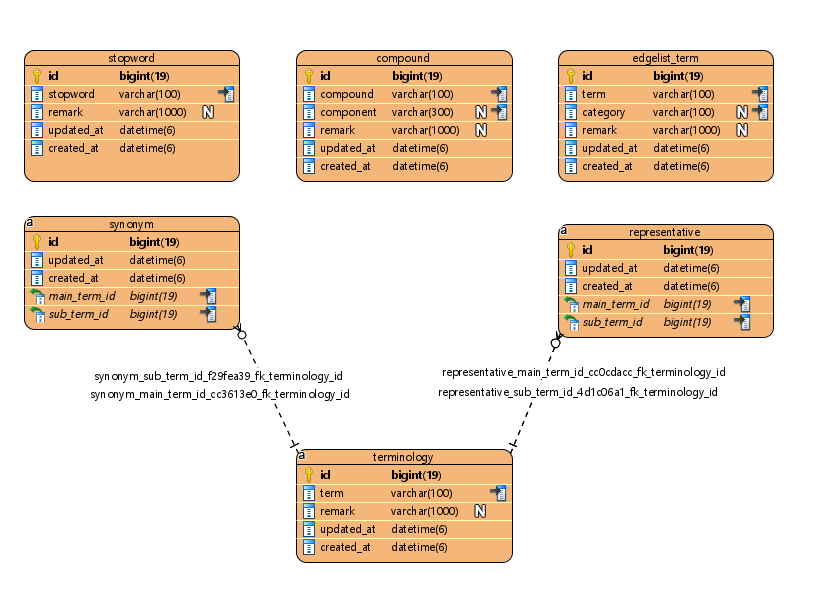 stopword
id bigint(19)
stopword varchar(100)
remark varchar(1000) N
updated_at datetime(6)
created_at datetime(6)
compound
id bigint(19)
compound varchar(100)
component varchar(300) N
remark varchar(1000) N
updated_at datetime(6)
created_at datetime(6)
edgelist_term
id bigint(19)
term varchar(100)
category varchar(100) N
remark varchar(1000) N
updated_at datetime(6)
created_at datetime(6)
a
synonym
id bigint(19)
updated_at datetime(6)
created_at datetime(6)
main_term_id bigint(19)
sub_term_id bigint(19)
a
representative
id bigint(19)
updated_at datetime(6)
created_at datetime(6)
main_term_id bigint(19)
sub_term_id bigint(19)
synonym_sub_term_id_f29fea39_fk_terminology_id
synonym_main_term_id_cc3613e0_fk_terminology_id
representative_main_term_id_cc0cdacc_fk_terminology_id
representative_sub_term_id_4d1c06a1_fk_terminology_id
a
terminology
id bigint(19)
term varchar(100)
remark varchar(1000) N
updated_at datetime(6)
created_at datetime(6)